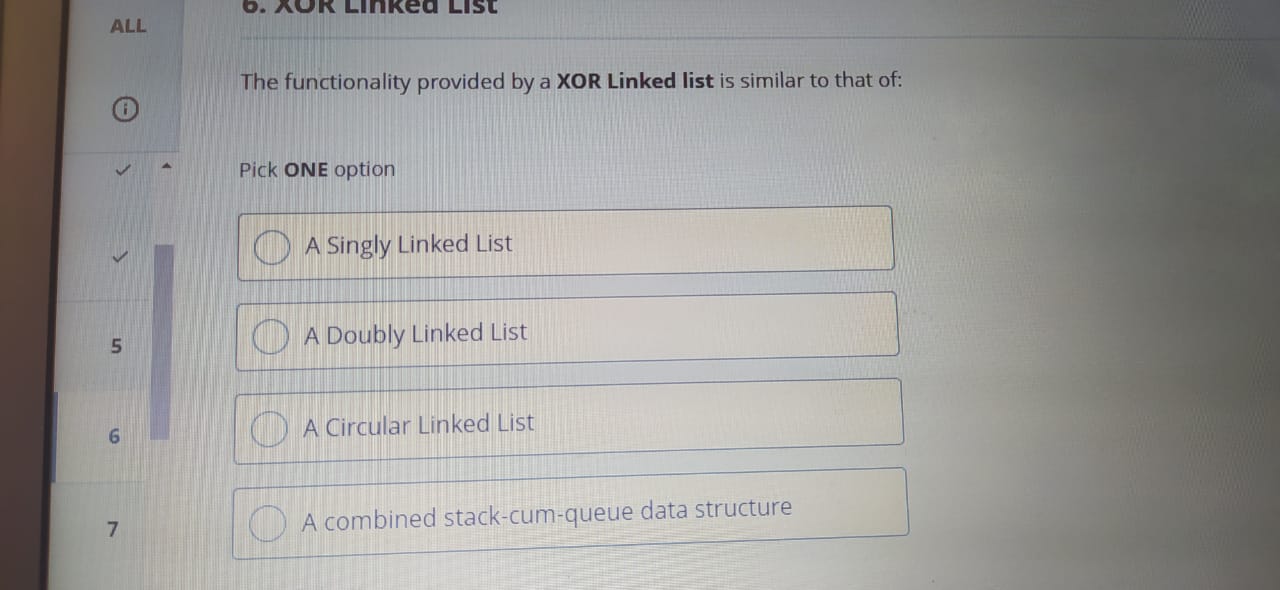 ALL
6. XOR Linked List
The functionality provided by a XOR Linked list is similar to that of:
Pick ONE option
A Singly Linked List
A Doubly Linked List
5
A Circular Linked List
6
A combined stack-cum-queue data structure
7